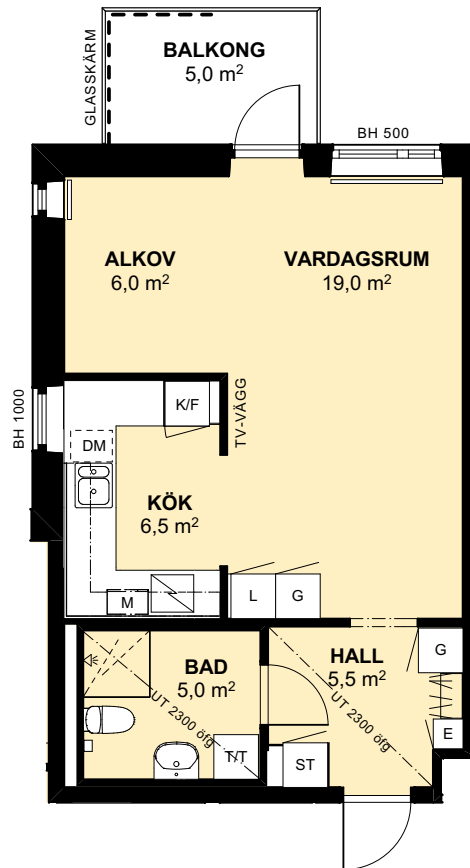 BALKONG
5,0 m²
GLASSKÄRM
BH 500
ALKOV
6,0 m²
VARDAGSRUM
19,0 m²
BH 1000
K/F
TV-VÄGG
DM
KÖK
6,5 m²
M
L
G
BAD
5,0 m²
UT 2300 öfg
T/T
HALL
5,5 m²
UT 2300 öfg
G
E
ST